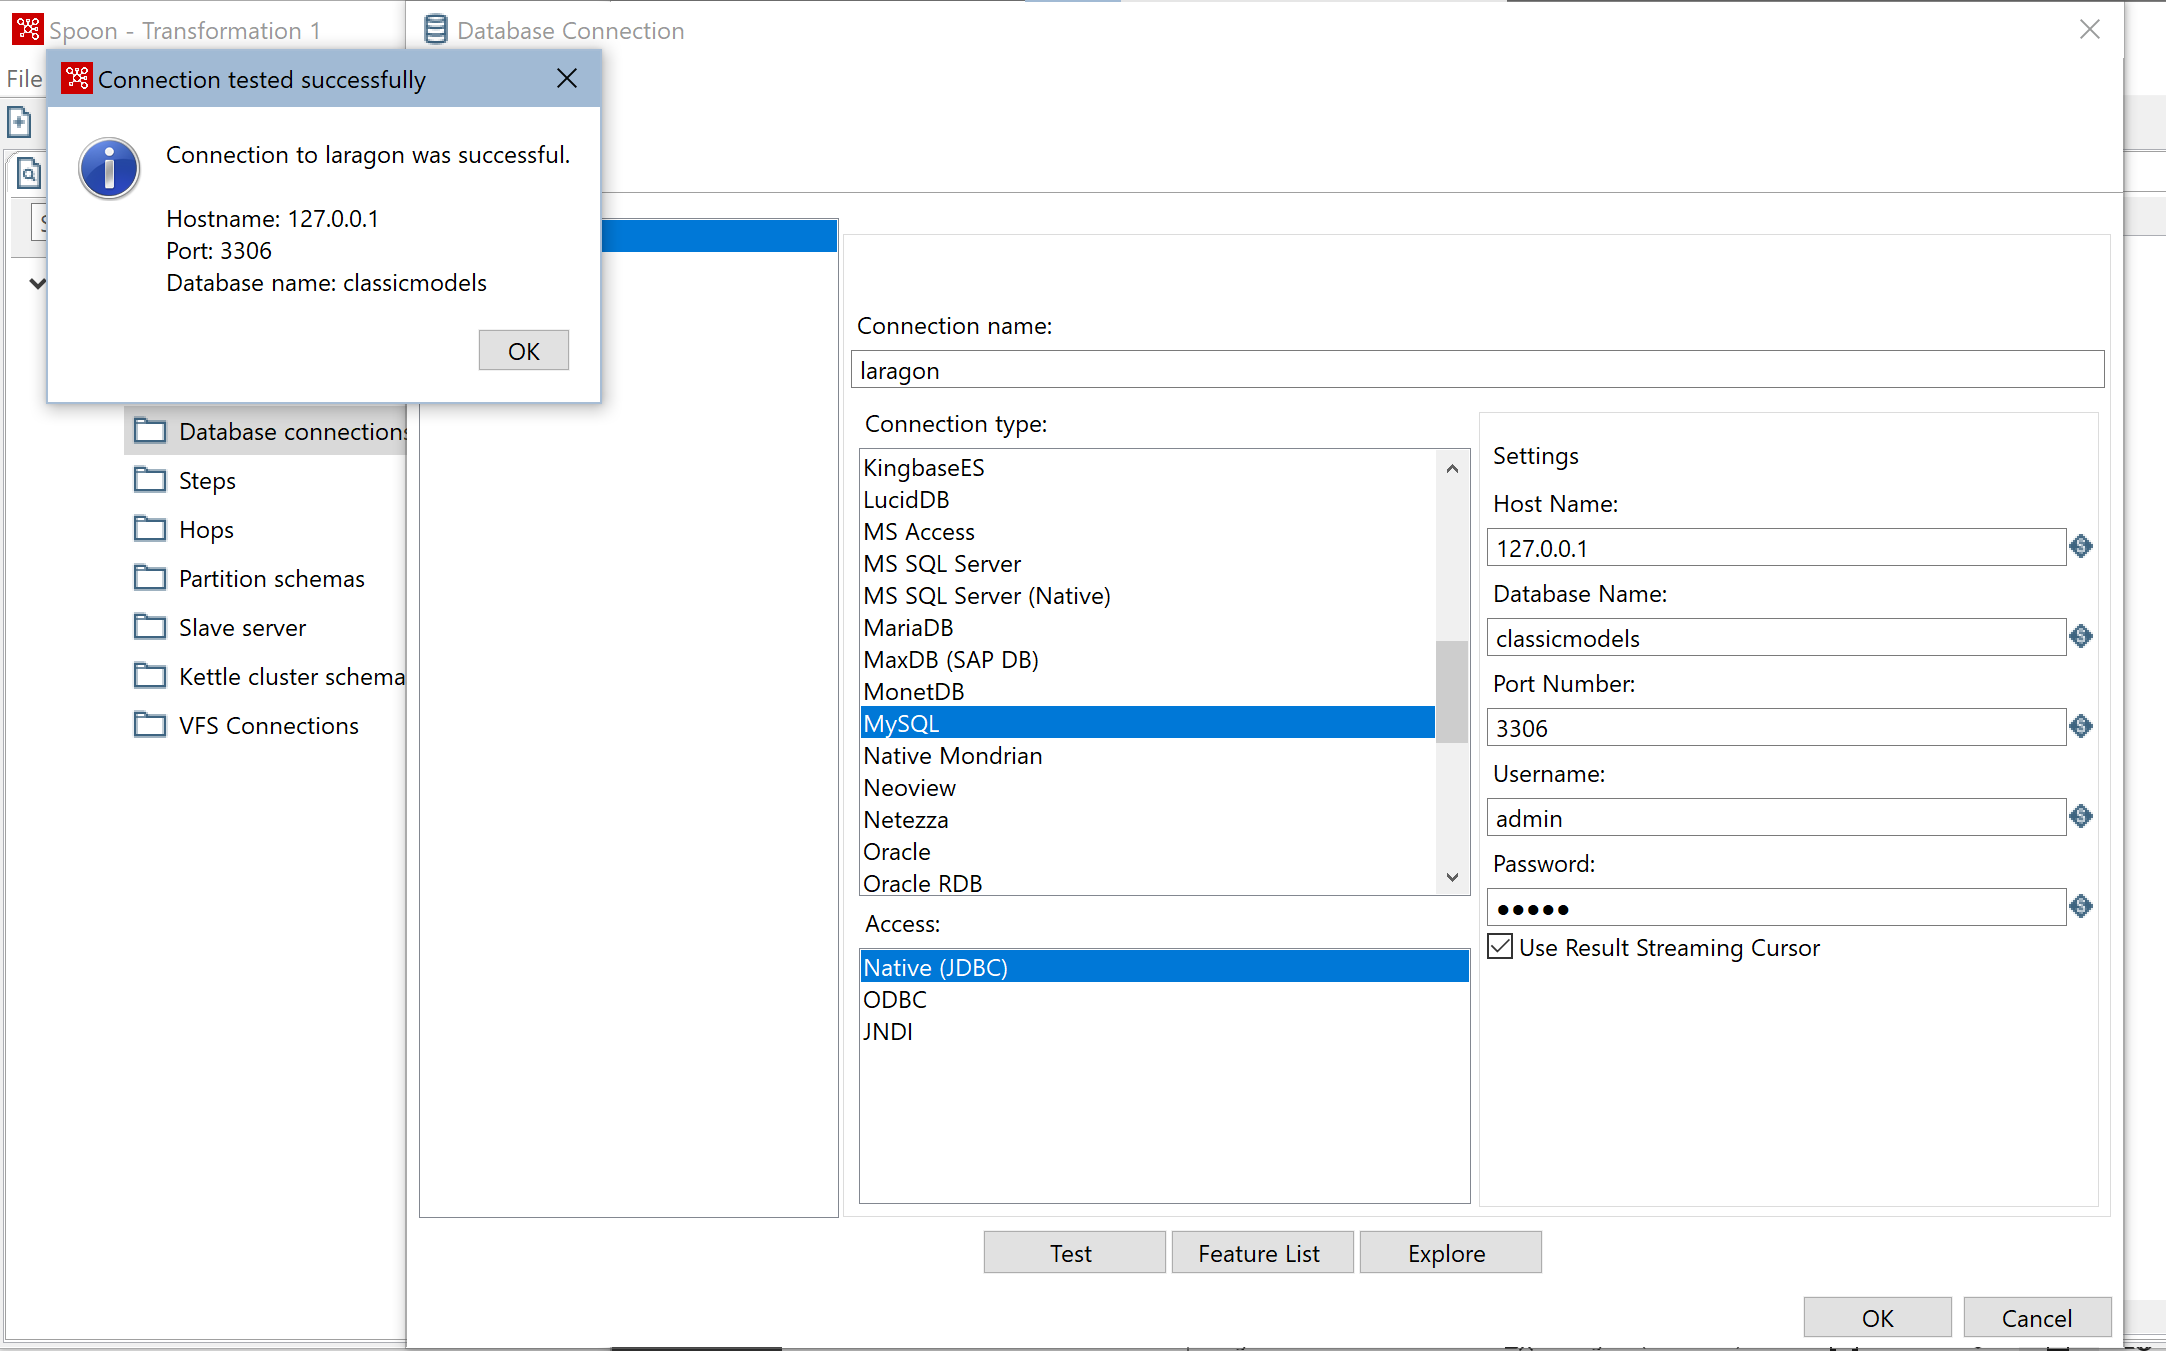 Spoon - Transformation 1
Database Connection
File
Connection tested successfully
Connection to laragon was successful.
Hostname: 127.0.0.1
Port: 3306
Database name: classicmodels
OK
Database connections
Steps
Hops
Partition schemas
Slave server
Kettle cluster schema
VFS Connections
Connection name:
laragon
Connection type:
KingbaseES
LucidDB
MS Access
MS SQL Server
MS SQL Server (Native)
MariaDB
MaxDB (SAP DB)
MonetDB
MySQL
Native Mondrian
Neoview
Netezza
Oracle
Oracle RDB
Access:
Native (JDBC)
ODBC
JNDI
Settings
Host Name:
127.0.0.1
Database Name:
classicmodels
Port Number:
3306
Username:
admin
Password:
●●●●●
Use Result Streaming Cursor
Test
Feature List
Explore
OK
Cancel